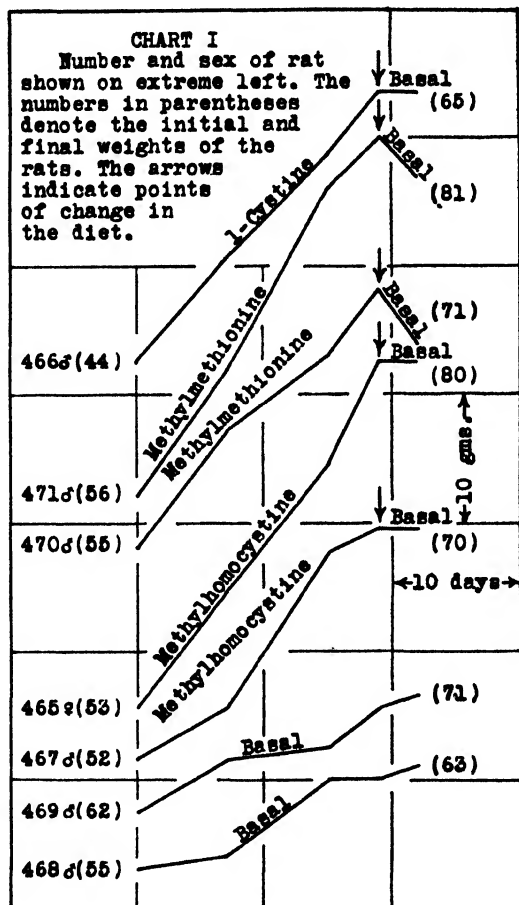 CHART I
Number and sex of rat
shown on extreme left. The
numbers in parentheses
denote the initial and
final weights of the
rats. The arrows
indicate points
of change in
the diet.
Basal
(65)
l-Cystine
466♂(44)
Basal
(81)
Methylmethionine
471♂(56)
Basal
(71)
Methylmethionine
470♂(55)
Basal
(80)
Methylhomocystine
465♀(53)
10 gms.
Basal
(70)
Methylhomocystine
467♂(52)
10 days
(71)
Basal
469♂(62)
(63)
Basal
468♂(55)